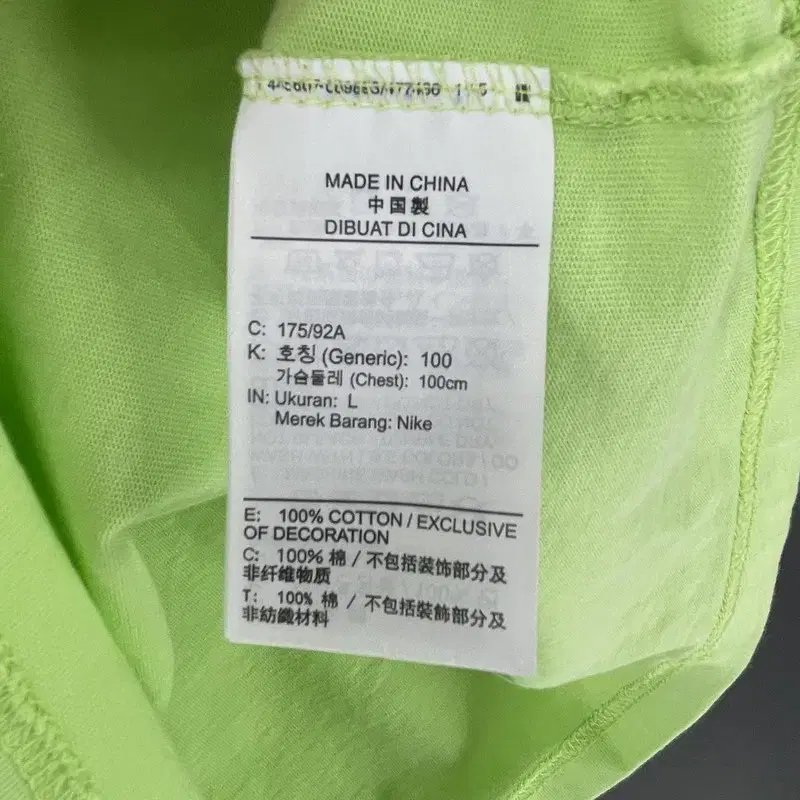 MADE IN CHINA
中国製
DIBUAT DI CINA
C: 175/92A
K: 호칭 (Generic): 100
가슴둘레 (Chest): 100cm
IN: Ukuran: L
Merek Barang: Nike
E: 100% COTTON / EXCLUSIVE
OF DECORATION
C: 100% 棉 / 不包括装饰部分及
非纤维物质
T: 100% 棉 / 不包括裝飾部分及
非紡織材料